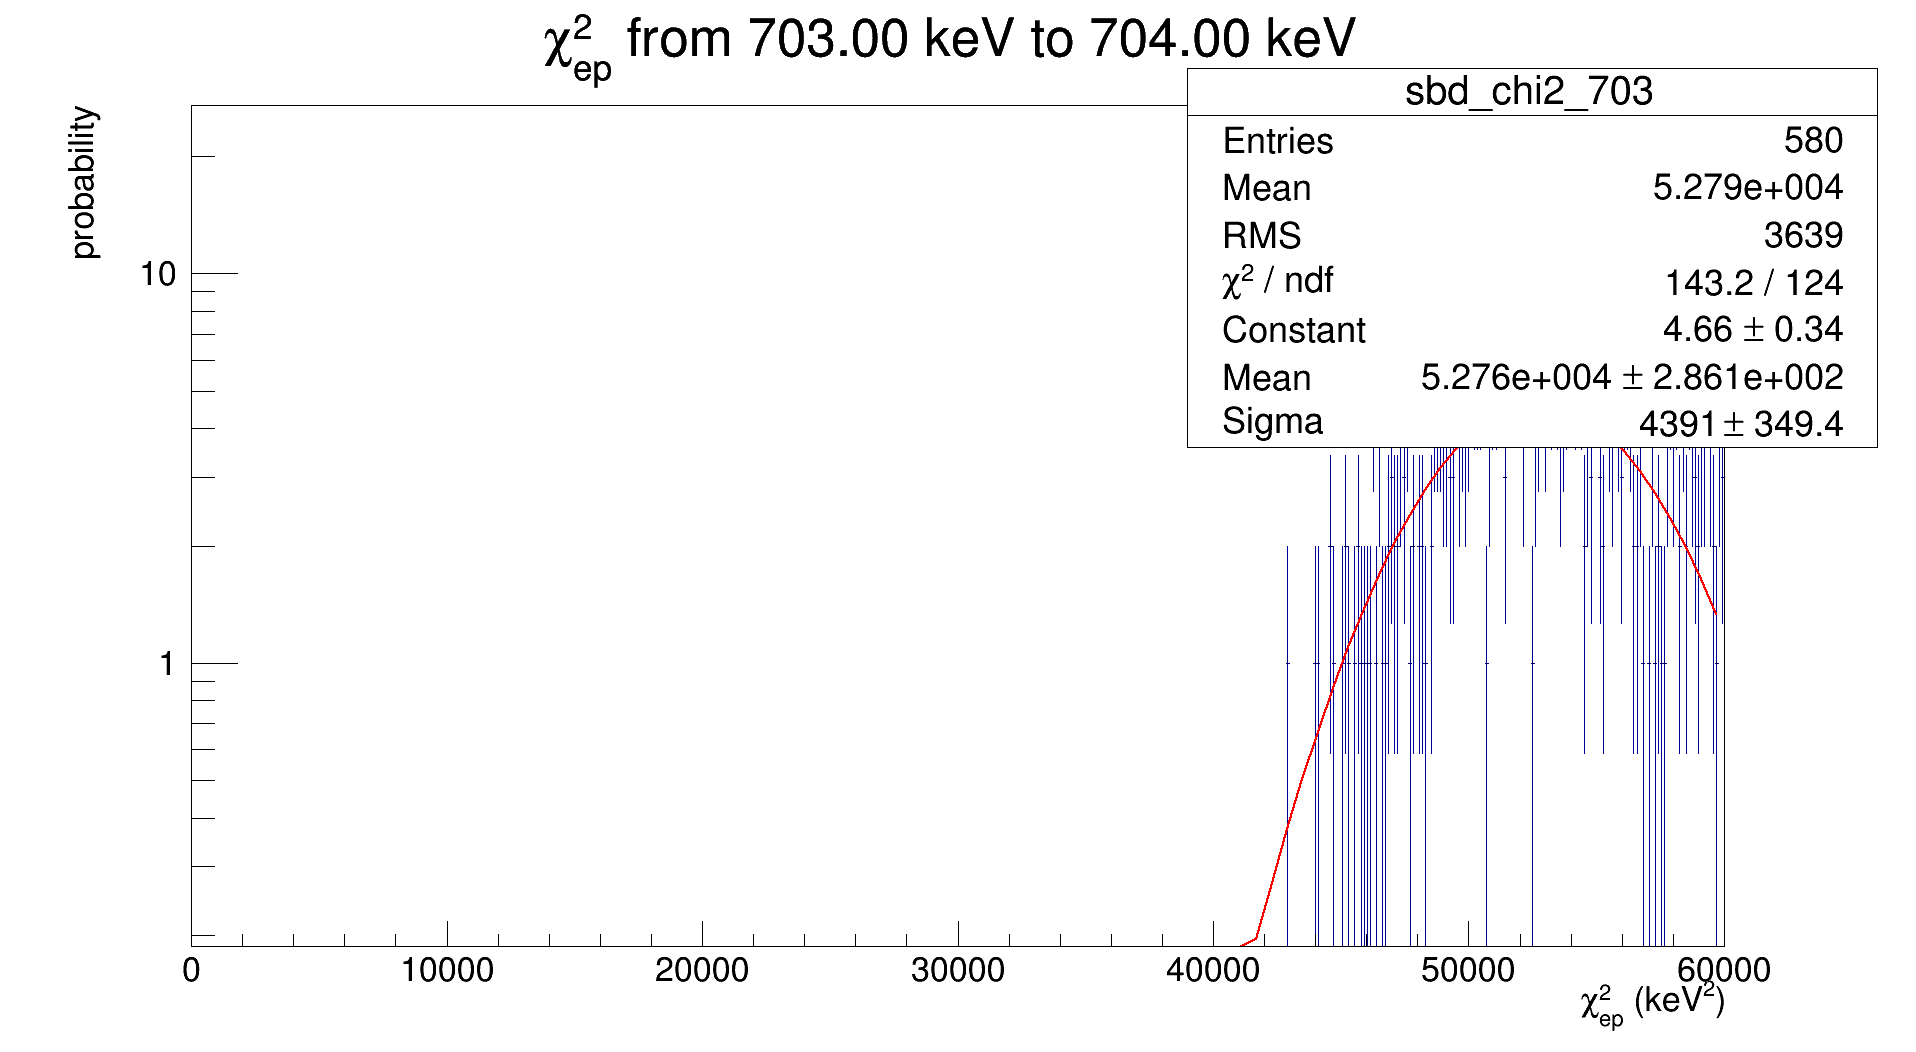 χ²ep from 703.00 keV to 704.00 keV
sbd_chi2_703
Entries 580
Mean 5.279e+004
RMS 3639
χ² / ndf 143.2 / 124
Constant 4.66 ± 0.34
Mean 5.276e+004 ± 2.861e+002
Sigma 4391 ± 349.4
probability
10
1
0 10000 20000 30000 40000 50000 60000
χ²ep (keV²)